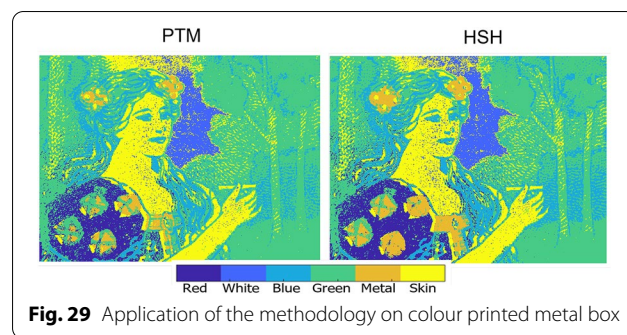 PTM HSH
Red White Blue Green Metal Skin
Fig. 29 Application of the methodology on colour printed metal box